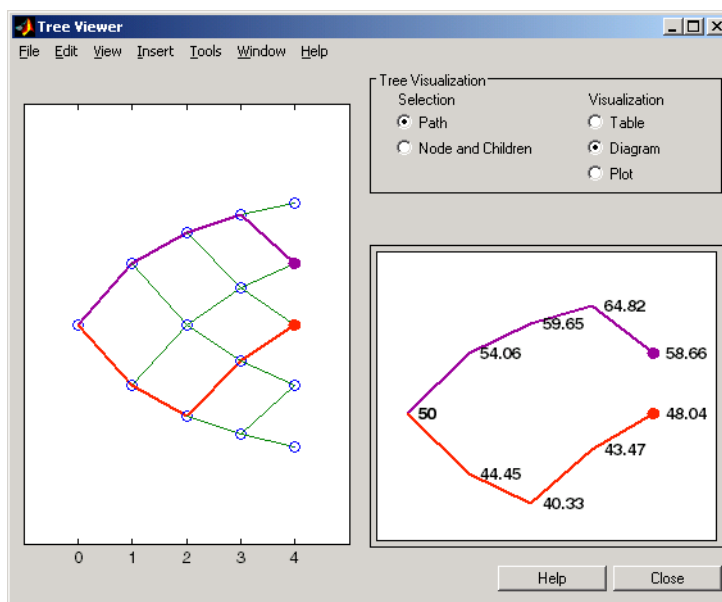 Tree Viewer
File Edit View Insert Tools Window Help
Tree Visualization
Selection Visualization
Path Table
Node and Children Diagram
Plot
64.82
59.65
54.06 58.66
50 48.04
43.47
44.45
40.33
0 1 2 3 4
Help Close